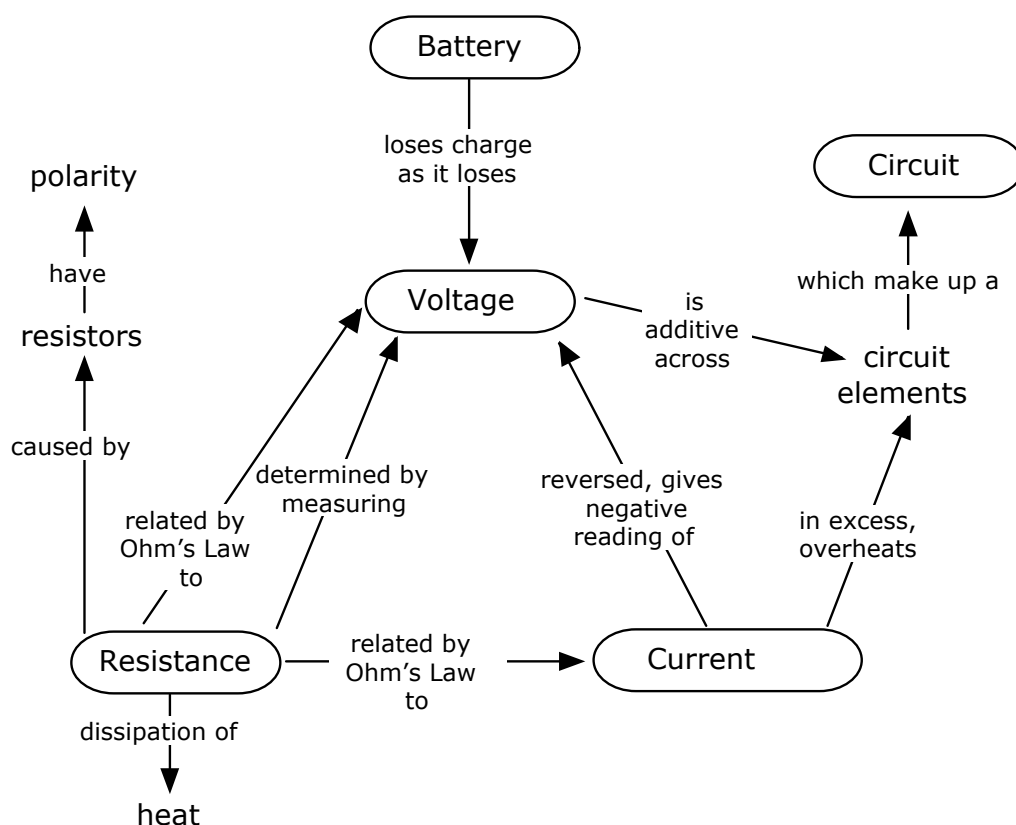 Battery
loses charge
as it loses
polarity
Circuit
have
which make up a
Voltage
is
additive
across
resistors
circuit
elements
caused by
determined by
measuring
reversed, gives
negative
reading of
related by
Ohm’s Law
to
in excess,
overheats
Resistance
related by
Ohm’s Law
to
Current
dissipation of
heat